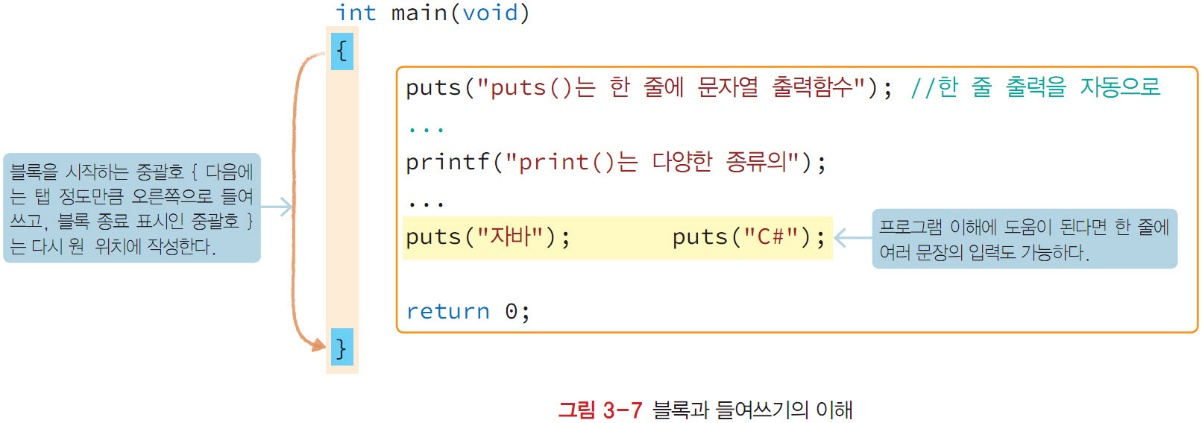 int main(void)
{
puts("puts()는 한 줄에 문자열 출력함수"); //한 줄 출력을 자동으로
...
printf("print()는 다양한 종류의");
...
puts("자바"); puts("C#");
return 0;
}
블록을 시작하는 중괄호 { 다음에
는 탭 정도만큼 오른쪽으로 들여
쓰고, 블록 종료 표시인 중괄호 }
는 다시 원 위치에 작성한다.
프로그램 이해에 도움이 된다면 한 줄에
여러 문장의 입력도 가능하다.
그림 3-7 블록과 들여쓰기의 이해